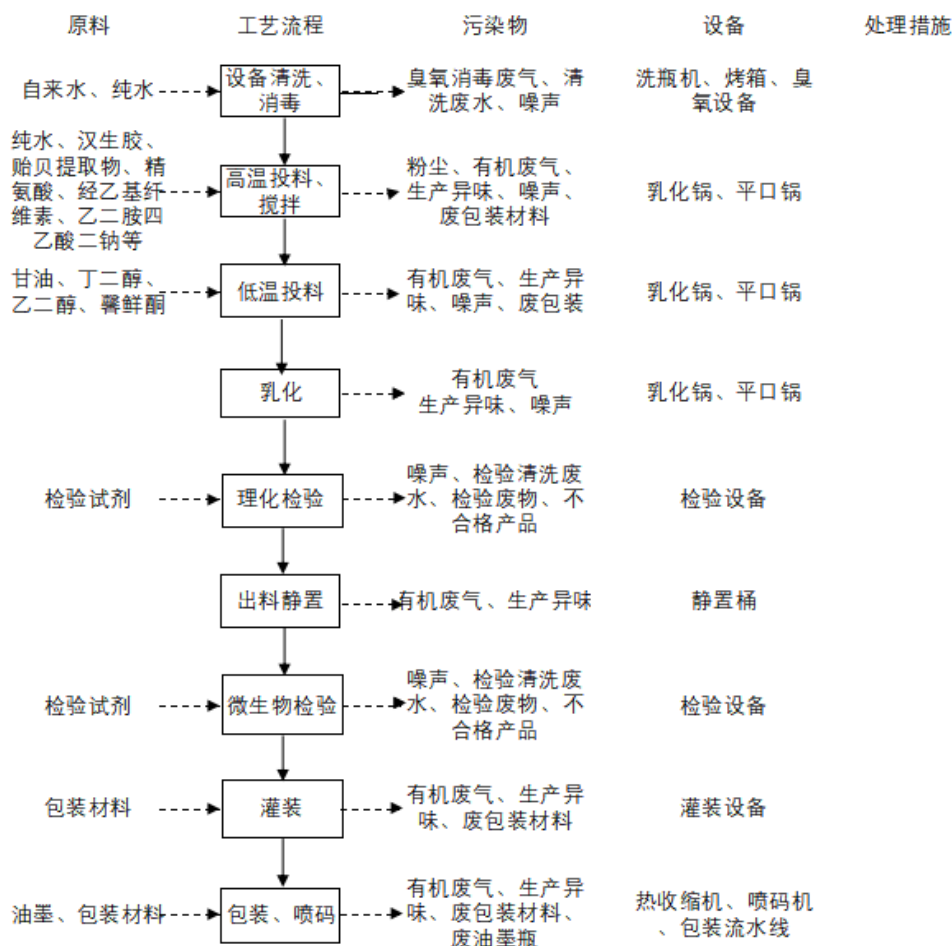 原料 工艺流程 污染物 设备 处理措施
自来水、纯水
设备清洗、
消毒
臭氧消毒废气、清
洗废水、噪声
洗瓶机、烤箱、臭
氧设备
纯水、汉生胶、
贻贝提取物、精
氨酸、经乙基纤
维素、乙二胺四
乙酸二钠等
高温投料、
搅拌
粉尘、有机废气、
生产异味、噪声、
废包装材料
乳化锅、平口锅
甘油、丁二醇、
乙二醇、馨鲜酮
低温投料
有机废气、生产异
味、噪声、废包装
乳化锅、平口锅
乳化
有机废气
生产异味、噪声
乳化锅、平口锅
检验试剂
理化检验
噪声、检验清洗废
水、检验废物、不
合格产品
检验设备
出料静置
有机废气、生产异味
静置桶
检验试剂
微生物检验
噪声、检验清洗废
水、检验废物、不
合格产品
检验设备
包装材料
灌装
有机废气、生产异
味、废包装材料
灌装设备
油墨、包装材料
包装、喷码
有机废气、生产异
味、废包装材料、
废油墨瓶
热收缩机、喷码机
、包装流水线